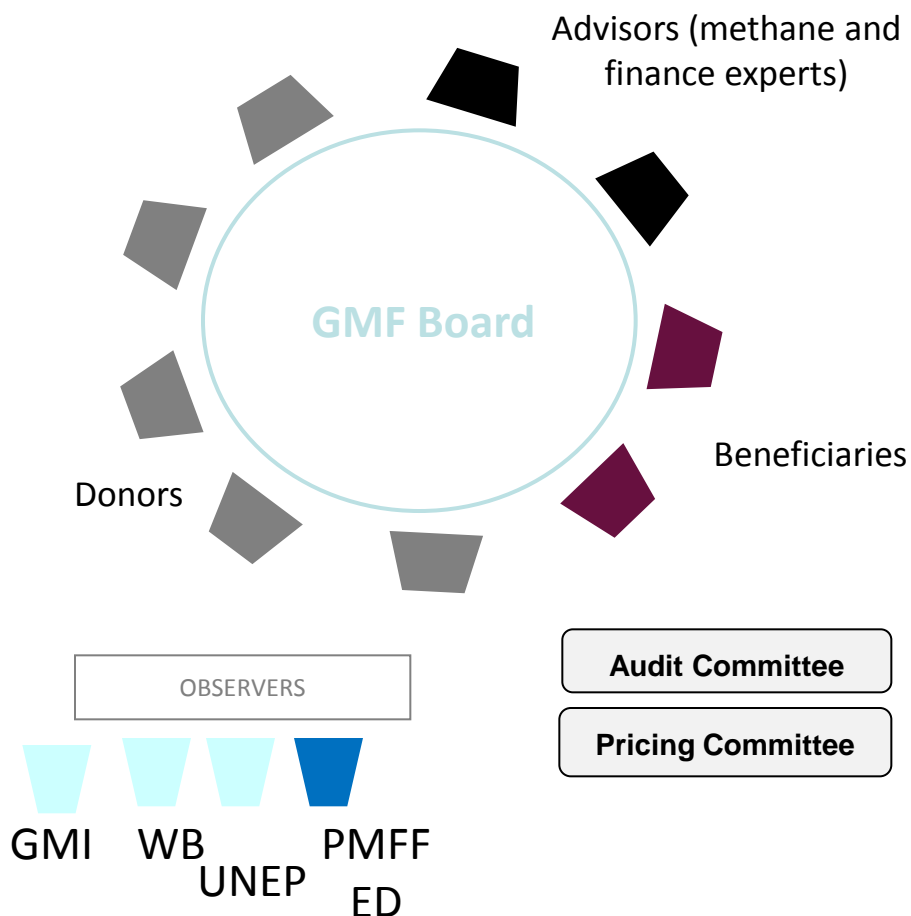 Advisors (methane and
finance experts)
GMF Board
Beneficiaries
Donors
Audit Committee
OBSERVERS
Pricing Committee
GMI
WB
UNEP
PMFF
ED